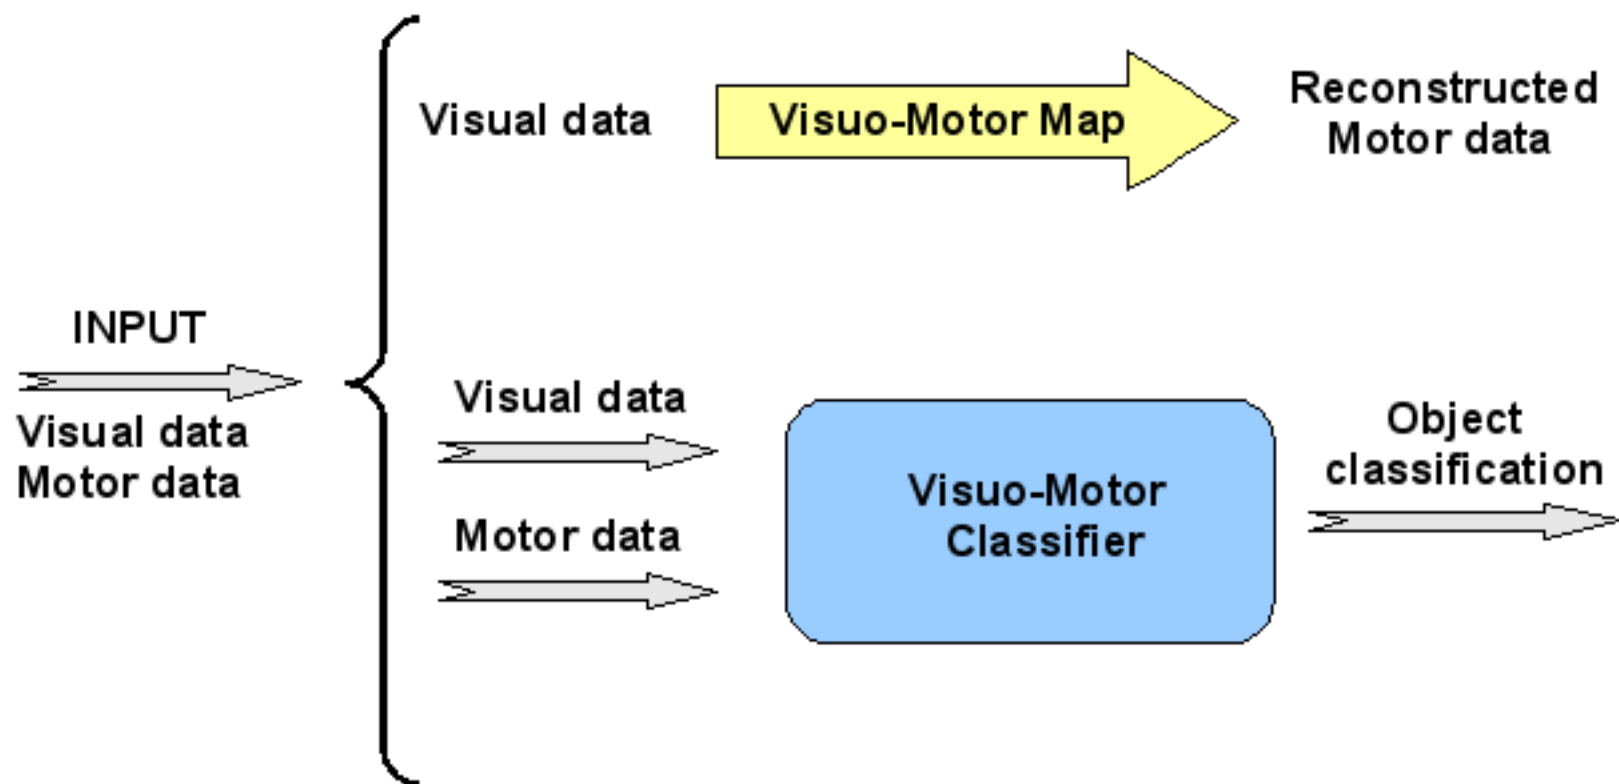 Visual data
Visuo-Motor Map
Reconstructed
Motor data
INPUT
Visual data
Motor data
Visual data
Motor data
Visuo-Motor
Classifier
Object
classification